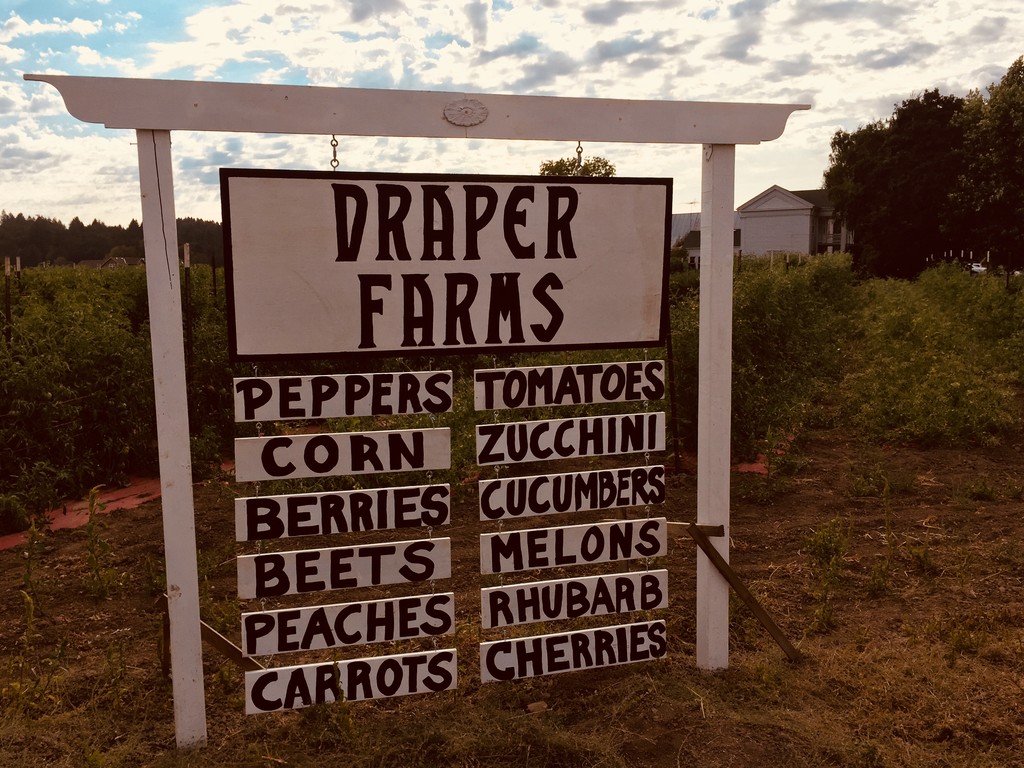 DRAPER
FARMS
PEPPERS
CORN
BERRIES
BEETS
PEACHES
CARROTS
TOMATOES
ZUCCHINI
CUCUMBERS
MELONS
RHUBARB
CHERRIES